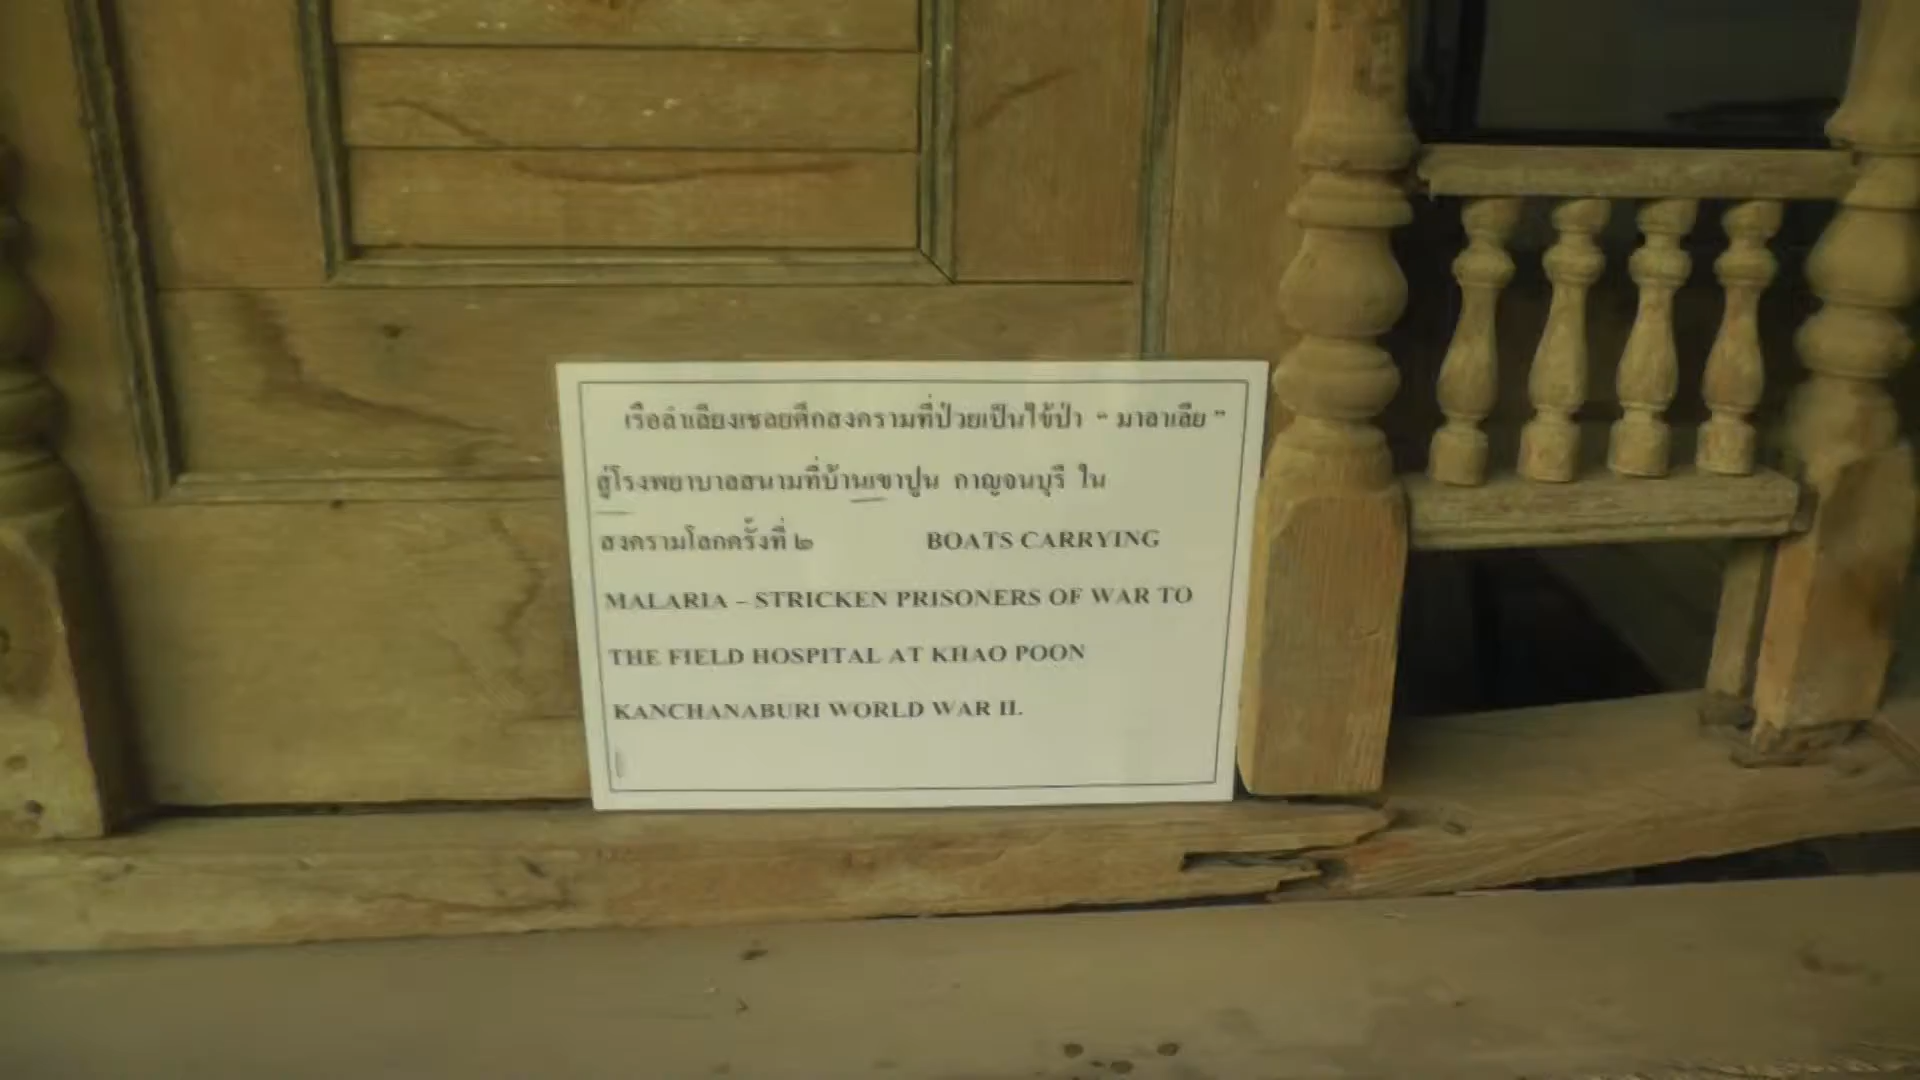 เรือลำเลียงเชลยศึกสงครามที่ป่วยเป็นไข้ป่า “ มาลาเลีย ”
สู่โรงพยาบาลสนามที่บ้านเขาปูน กาญจนบุรี ใน
สงครามโลกครั้งที่ ๒ BOATS CARRYING
MALARIA – STRICKEN PRISONERS OF WAR TO
THE FIELD HOSPITAL AT KHAO POON
KANCHANABURI WORLD WAR II.